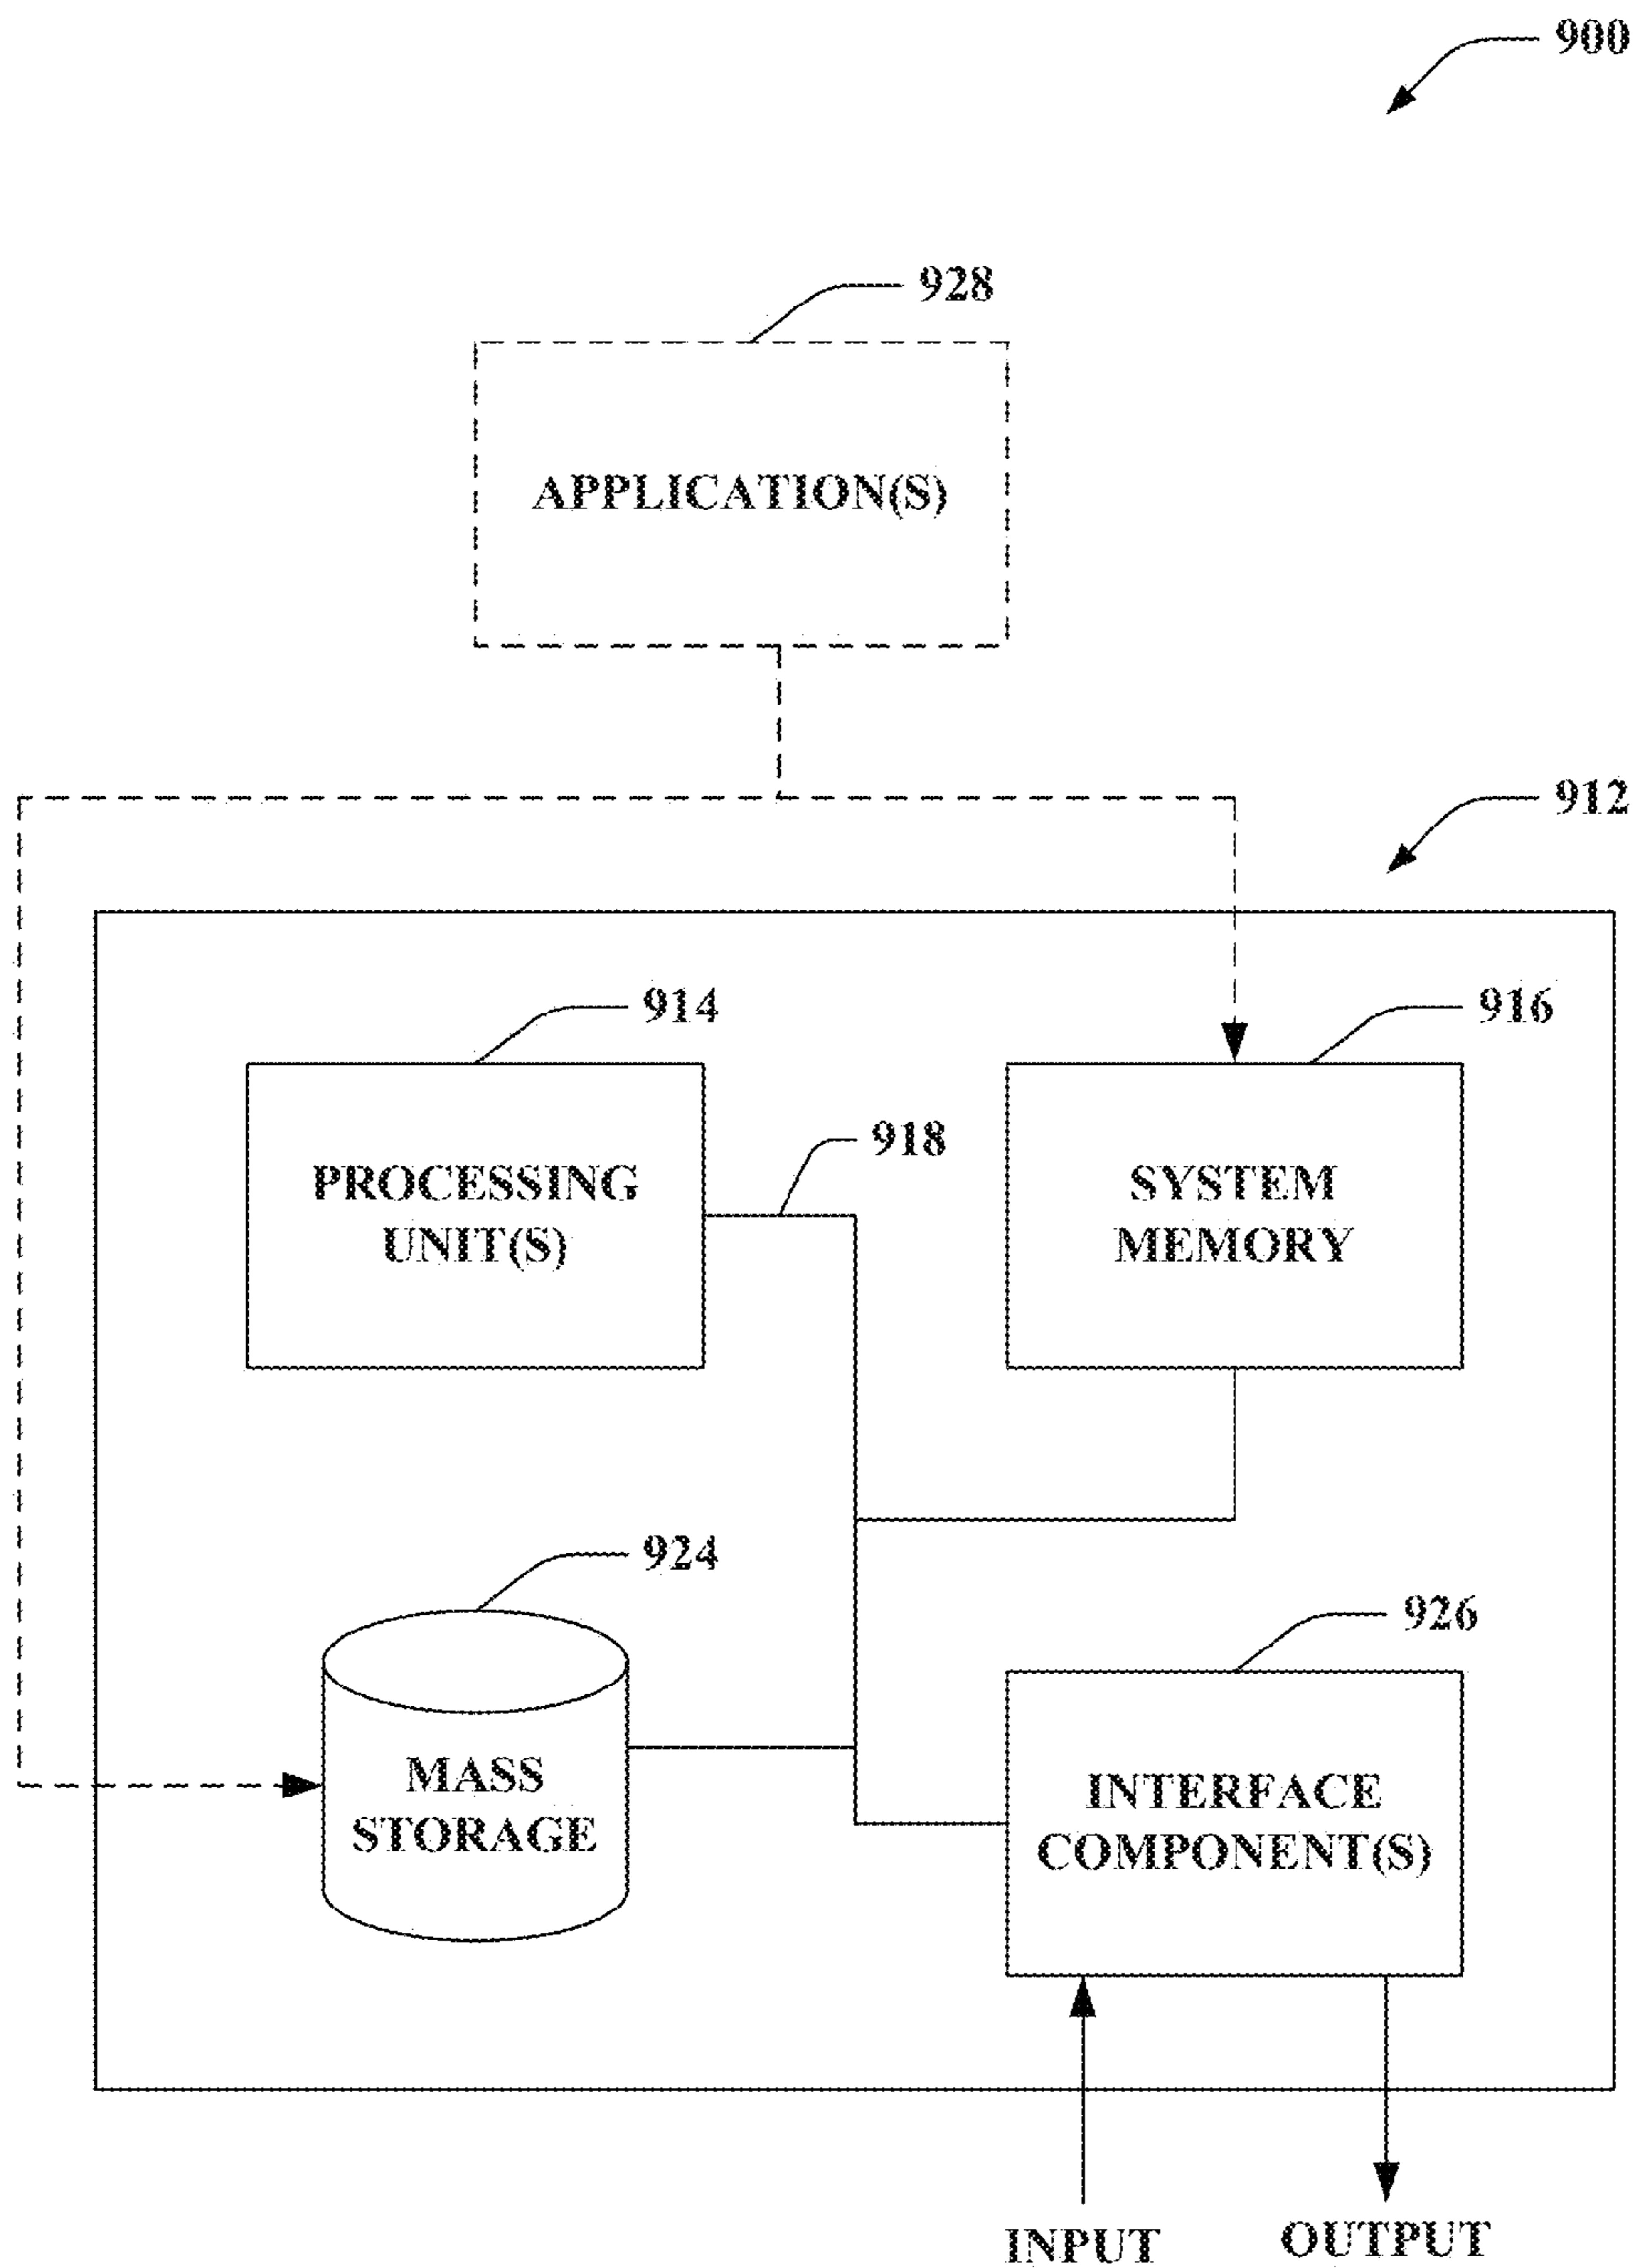 900
928
APPLICATION(S)
912
914
916
918
PROCESSING
UNIT(S)
SYSTEM
MEMORY
924
926
MASS
STORAGE
INTERFACE
COMPONENT(S)
INPUT
OUTPUT